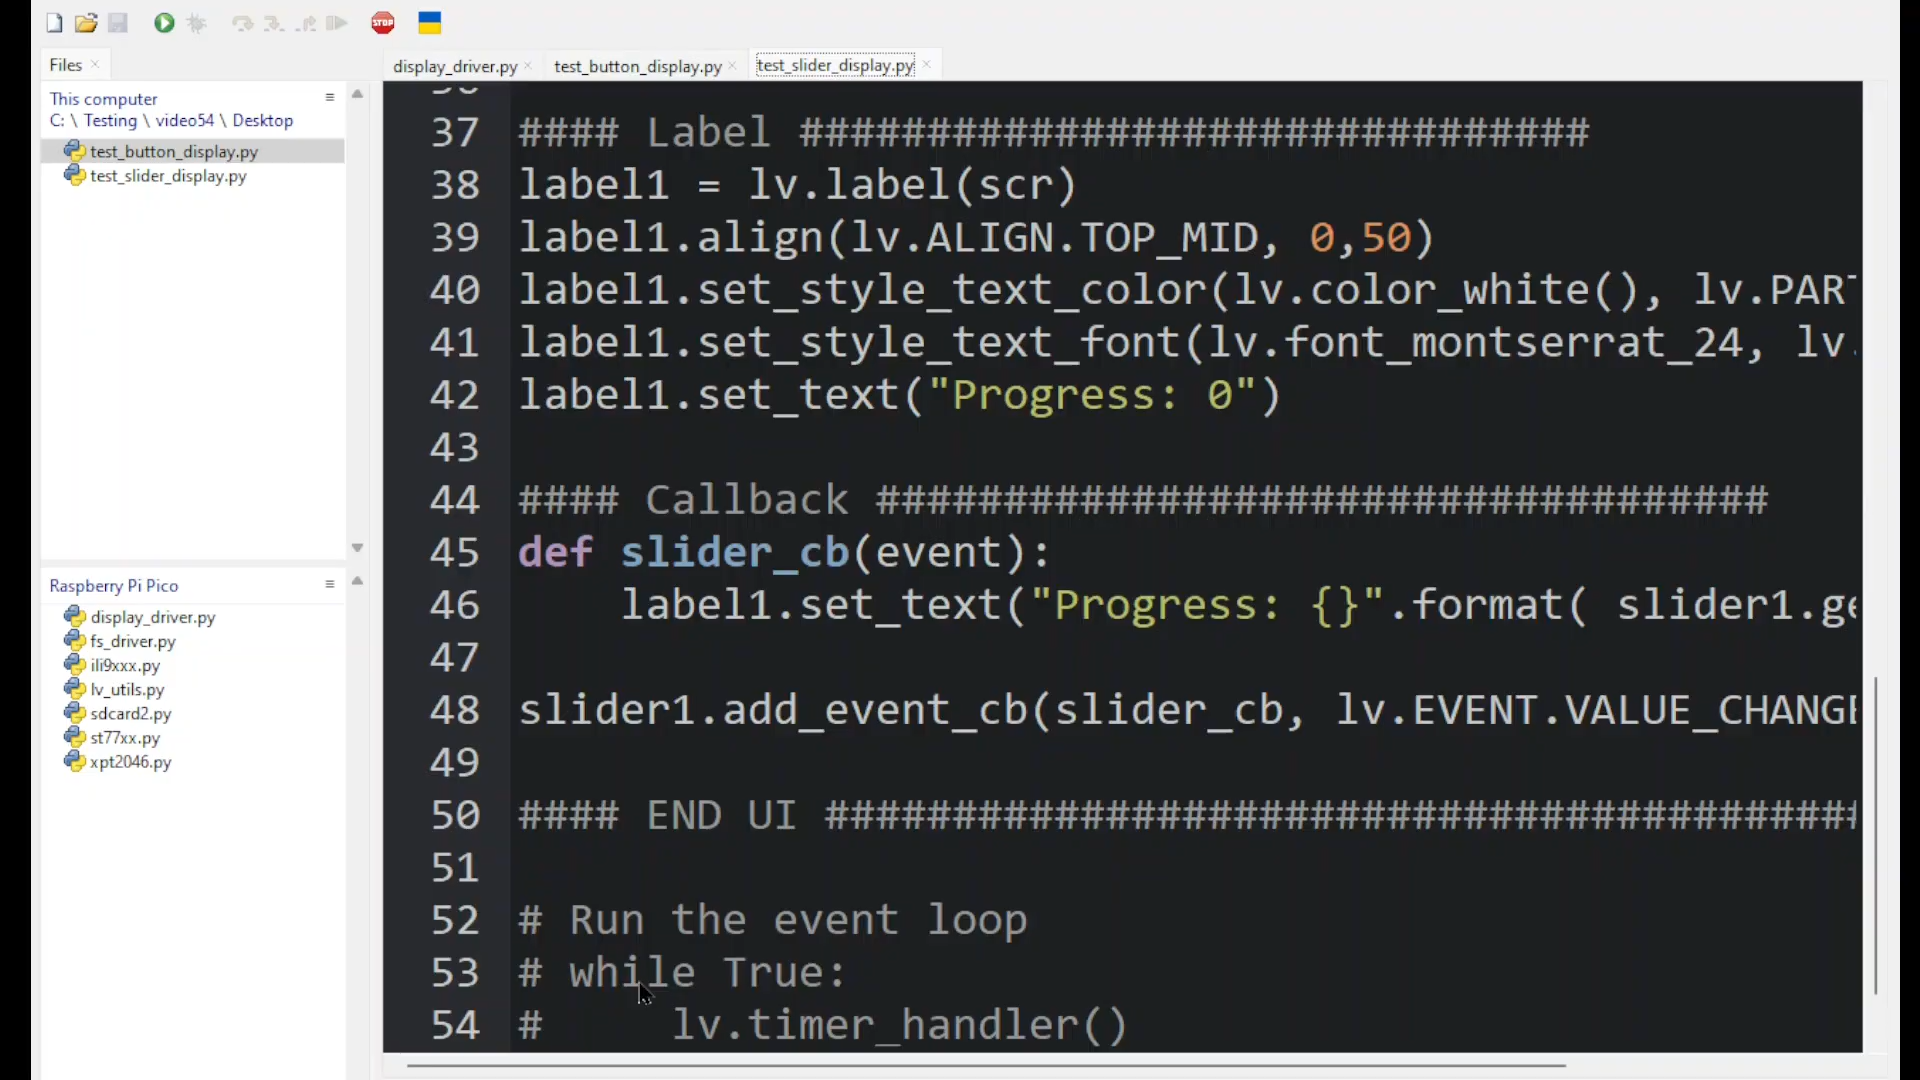 STOP
Files
This computer
C: \ Testing \ video54 \ Desktop
test_button_display.py
test_slider_display.py
Raspberry Pi Pico
display_driver.py
fs_driver.py
ili9xxx.py
lv_utils.py
sdcard2.py
st77xx.py
xpt2046.py
display_driver.py
test_button_display.py
test_slider_display.py
37 #### Label ###############################
38 label1 = lv.label(scr)
39 label1.align(lv.ALIGN.TOP_MID, 0,50)
40 label1.set_style_text_color(lv.color_white(), lv.PART
41 label1.set_style_text_font(lv.font_montserrat_24, lv.
42 label1.set_text("Progress: 0")
43
44 #### Callback ###################################
45 def slider_cb(event):
46     label1.set_text("Progress: {}".format( slider1.ge
47
48 slider1.add_event_cb(slider_cb, lv.EVENT.VALUE_CHANGE
49
50 #### END UI #########################################
51
52 # Run the event loop
53 # while True:
54 #     lv.timer_handler()